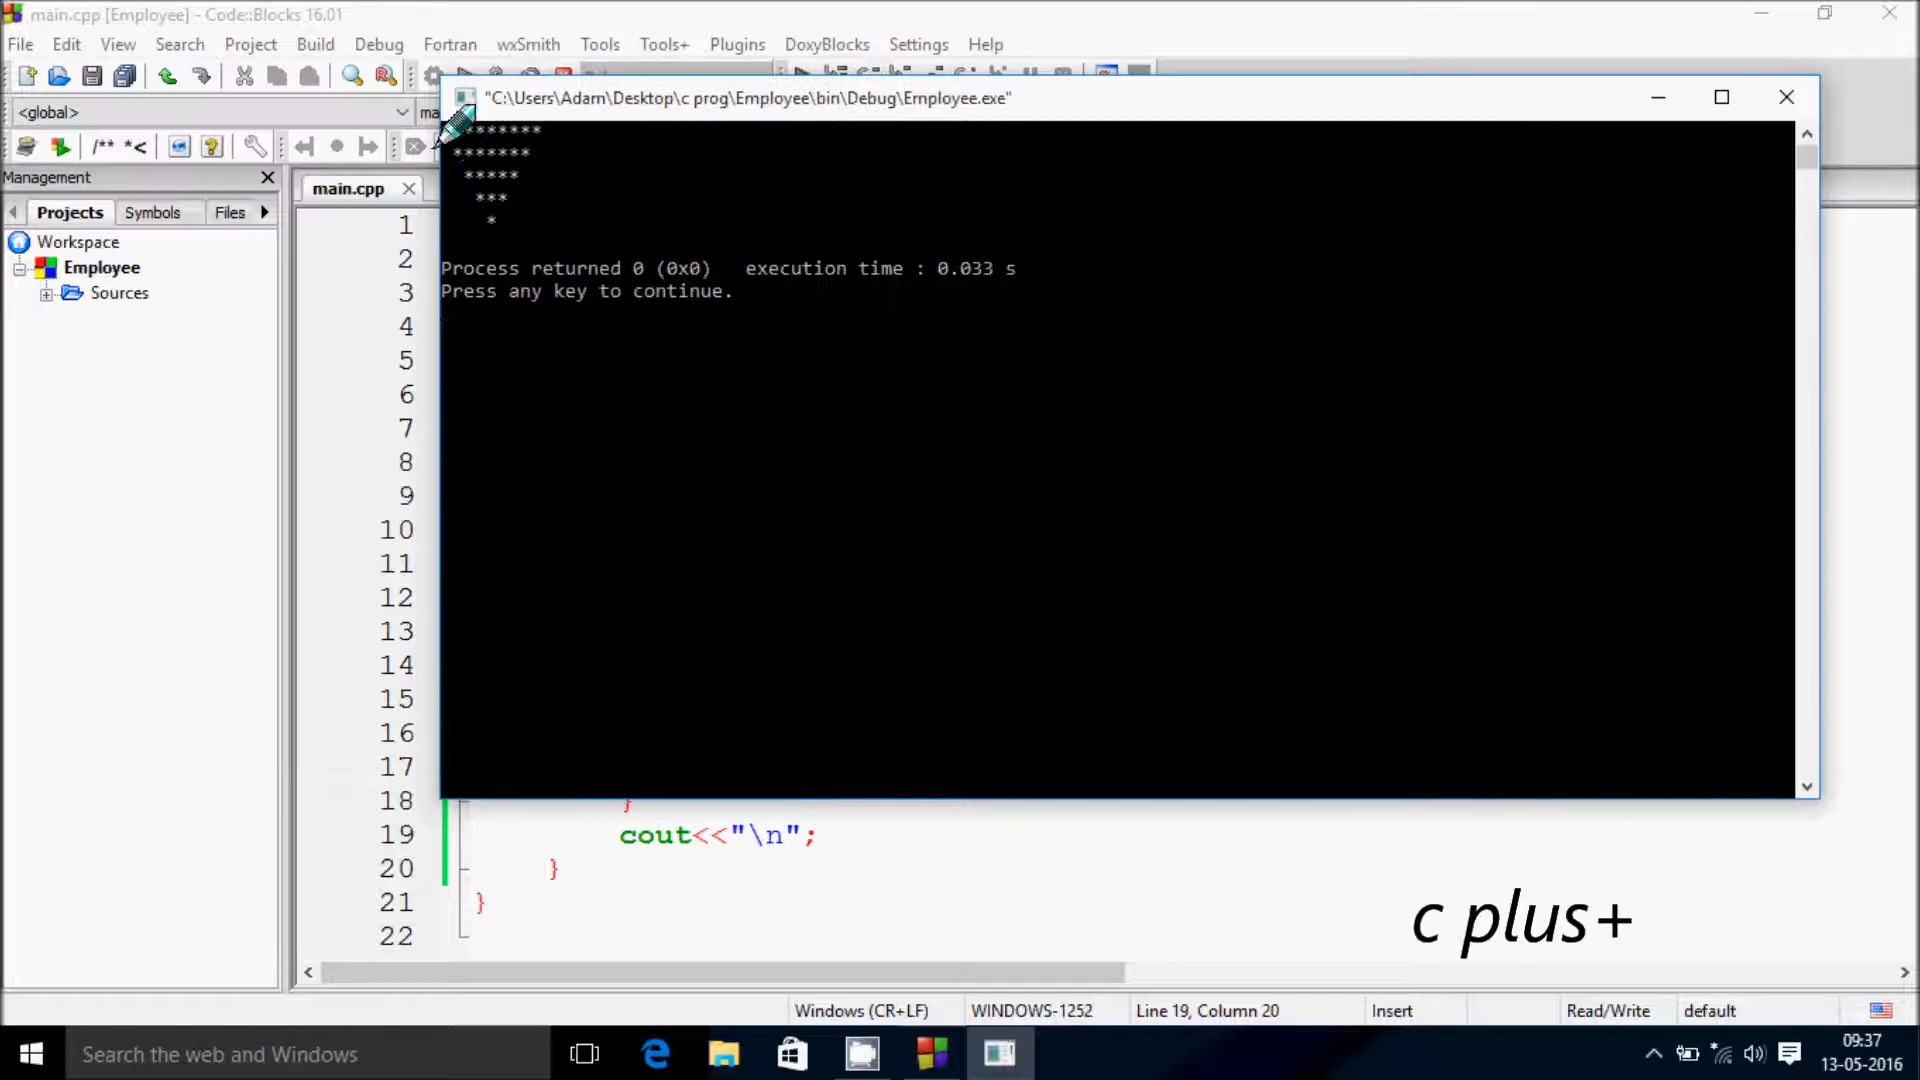 main.cpp [Employee] - Code::Blocks 16.01
File Edit View Search Project Build Debug Fortran wxSmith Tools Tools+ Plugins DoxyBlocks Settings Help
<global>
/** *<
"C:\Users\Adam\Desktop\c prog\Employee\bin\Debug\Employee.exe"
*******
*******
*****
***
*
Process returned 0 (0x0)   execution time : 0.033 s
Press any key to continue.
Management
Projects Symbols Files
Workspace
Employee
Sources
main.cpp
1
2
3
4
5
6
7
8
9
10
11
12
13
14
15
16
17
18 }
19 cout<<"\n";
20 }
21 }
22
c plus+
Windows (CR+LF) WINDOWS-1252 Line 19, Column 20 Insert Read/Write default
Search the web and Windows
09:37
13-05-2016